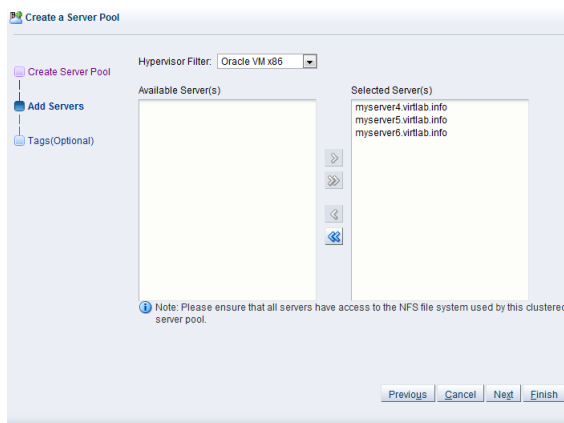 Create a Server Pool
Create Server Pool
Add Servers
Tags(Optional)
Hypervisor Filter: Oracle VM x86
Available Server(s)
Selected Server(s)
myserver4.virtlab.info
myserver5.virtlab.info
myserver6.virtlab.info
Note: Please ensure that all servers have access to the NFS file system used by this clustered
server pool.
Previous Cancel Next Finish